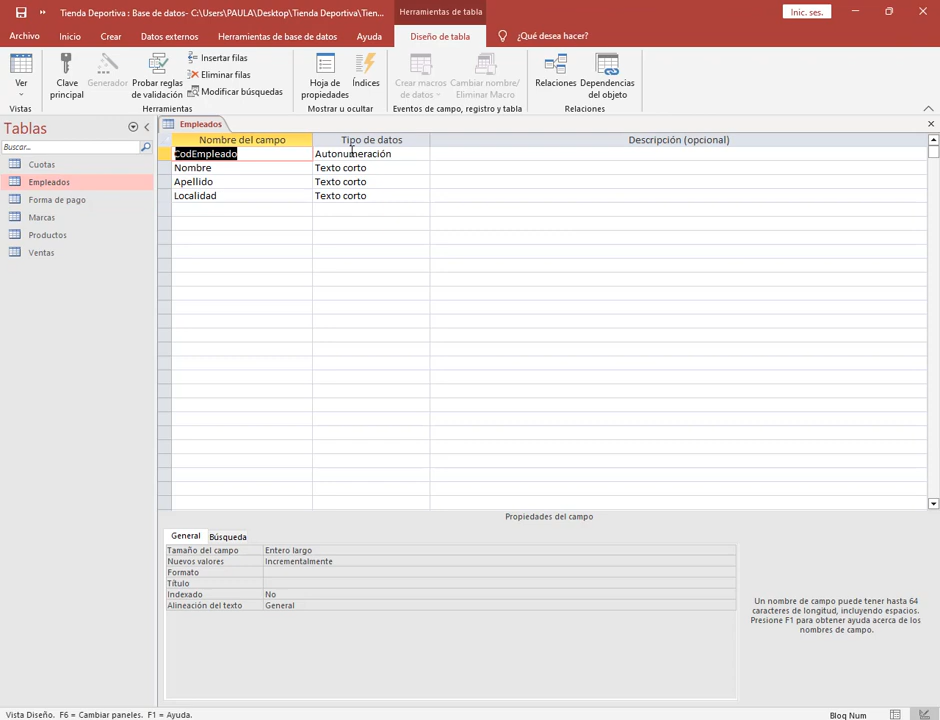 Tienda Deportiva : Base de datos- C:\Users\PAULA\Desktop\Tienda Deportiva\Tien...
Herramientas de tabla
Inic. ses.
Archivo
Inicio
Crear
Datos externos
Herramientas de base de datos
Ayuda
Diseño de tabla
¿Qué desea hacer?
Ver
Clave principal
Generador
Probar reglas de validación
Insertar filas
Eliminar filas
Modificar búsquedas
Hoja de propiedades
Índices
Crear macros de datos
Cambiar nombre/ Eliminar Macro
Relaciones
Dependencias del objeto
Vistas
Herramientas
Mostrar u ocultar
Eventos de campo, registro y tabla
Relaciones
Tablas
Buscar...
Cuotas
Empleados
Forma de pago
Marcas
Productos
Ventas
Empleados
Nombre del campo
Tipo de datos
Descripción (opcional)
CodEmpleado
Autonumeración
Nombre
Texto corto
Apellido
Texto corto
Localidad
Texto corto
Propiedades del campo
General
Búsqueda
Tamaño del campo
Entero largo
Nuevos valores
Incrementalmente
Formato
Título
Indexado
No
Alineación del texto
General
Un nombre de campo puede tener hasta 64
caracteres de longitud, incluyendo espacios.
Presione F1 para obtener ayuda acerca de los
nombres de campo.
Vista Diseño. F6 = Cambiar paneles. F1 = Ayuda.
Bloq Num